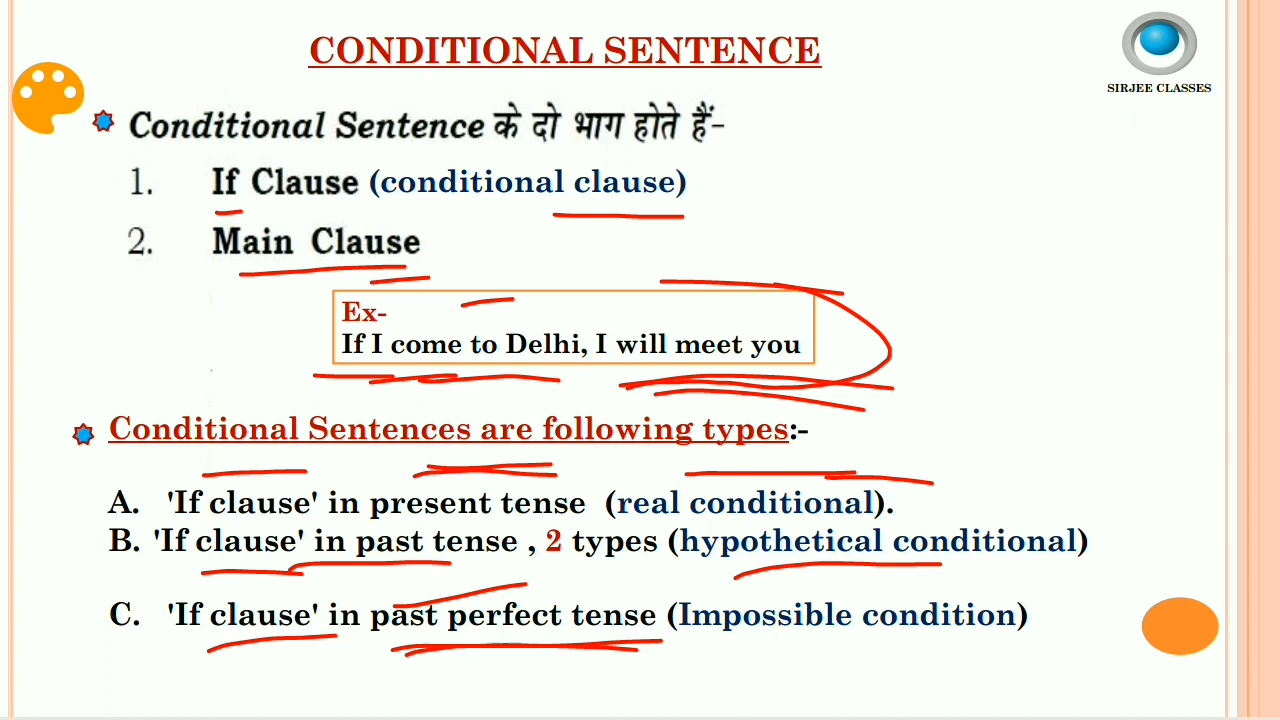 CONDITIONAL SENTENCE
SIRJEE CLASSES
Conditional Sentence के दो भाग होते हैं-
1. If Clause (conditional clause)
2. Main Clause
Ex-
If I come to Delhi, I will meet you
Conditional Sentences are following types:-
A. 'If clause' in present tense (real conditional).
B. 'If clause' in past tense , 2 types (hypothetical conditional)
C. 'If clause' in past perfect tense (Impossible condition)